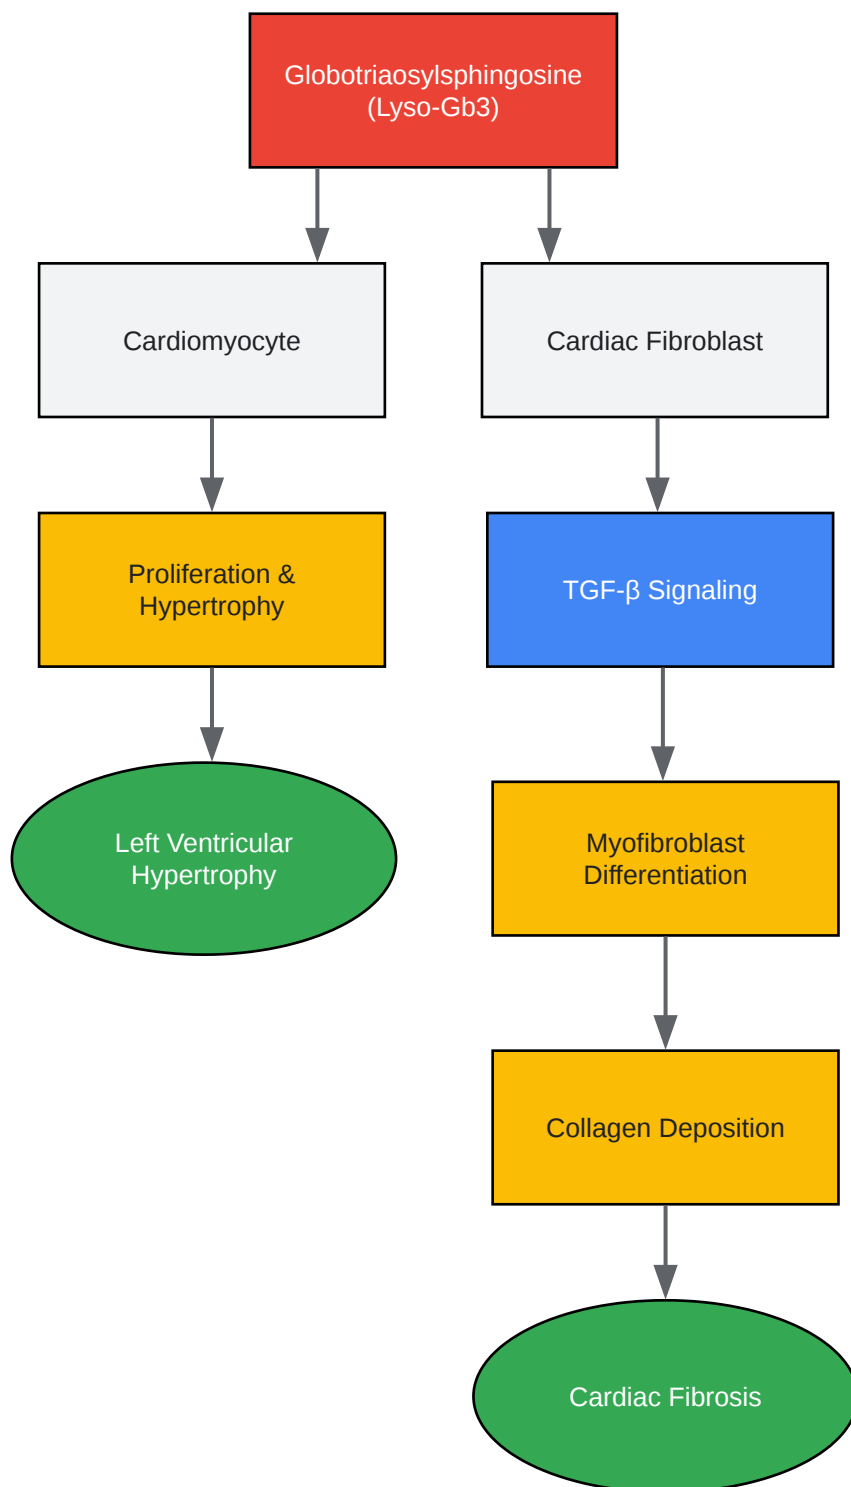 Globotriaosylsphingosine
(Lyso-Gb3)
Cardiomyocyte
Cardiac Fibroblast
Proliferation &
Hypertrophy
TGF-β Signaling
Left Ventricular
Hypertrophy
Myofibroblast
Differentiation
Collagen Deposition
Cardiac Fibrosis